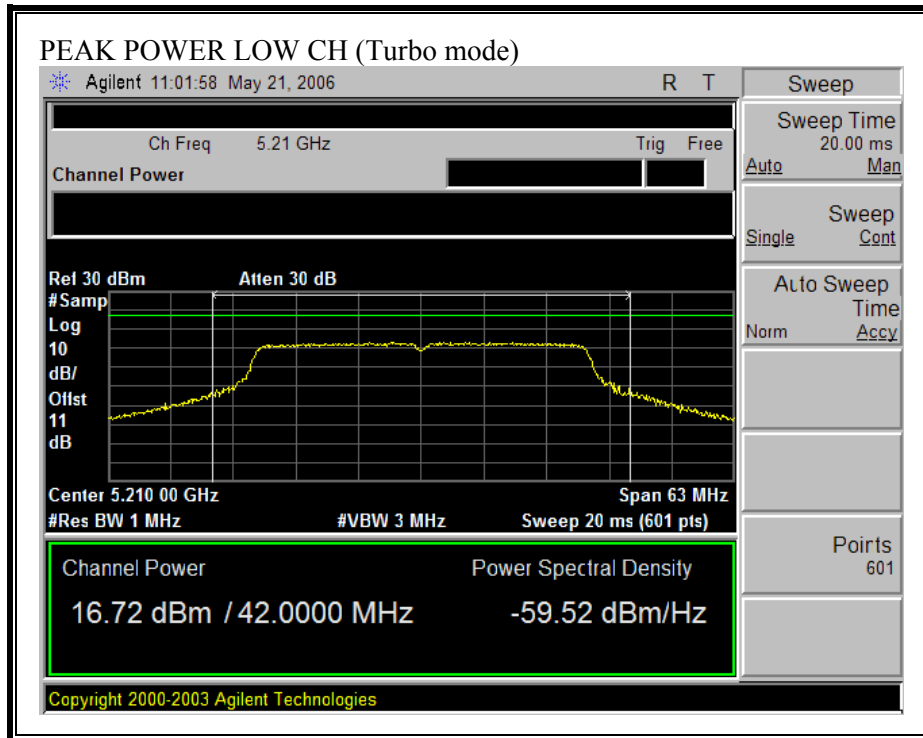 PEAK POWER LOW CH (Turbo mode)
Agilent 11:01:58 May 21, 2006 R T
Sweep
Ch Freq 5.21 GHz Trig Free
Channel Power
Sweep Time
20.00 ms
Auto Man
Sweep
Single Cont
Auto Sweep
Time
Norm Accy
Points
601
Ref 30 dBm Atten 30 dB
#Samp
Log
10
dB/
Offst
11
dB
Center 5.210 00 GHz Span 63 MHz
#Res BW 1 MHz #VBW 3 MHz Sweep 20 ms (601 pts)
Channel Power Power Spectral Density
16.72 dBm / 42.0000 MHz -59.52 dBm/Hz
Copyright 2000-2003 Agilent Technologies